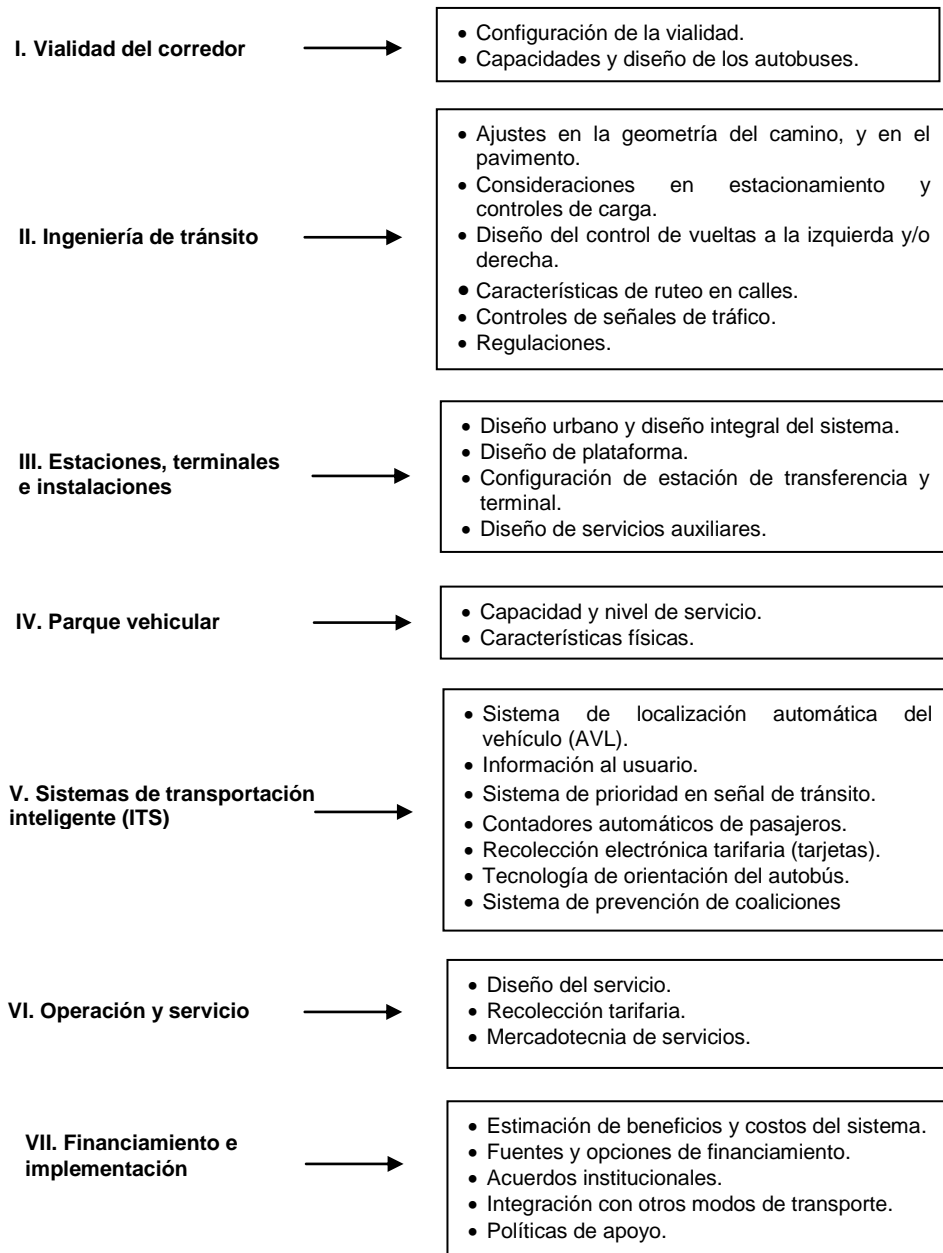 I. Vialidad del corredor
• Configuración de la vialidad.
• Capacidades y diseño de los autobuses.
II. Ingeniería de tránsito
• Ajustes en la geometría del camino, y en el
pavimento.
• Consideraciones en estacionamiento y
controles de carga.
• Diseño del control de vueltas a la izquierda y/o
derecha.
• Características de ruteo en calles.
• Controles de señales de tráfico.
• Regulaciones.
III. Estaciones, terminales
e instalaciones
• Diseño urbano y diseño integral del sistema.
• Diseño de plataforma.
• Configuración de estación de transferencia y
terminal.
• Diseño de servicios auxiliares.
IV. Parque vehicular
• Capacidad y nivel de servicio.
• Características físicas.
V. Sistemas de transportación
inteligente (ITS)
• Sistema de localización automática del
vehículo (AVL).
• Información al usuario.
• Sistema de prioridad en señal de tránsito.
• Contadores automáticos de pasajeros.
• Recolección electrónica tarifaria (tarjetas).
• Tecnología de orientación del autobús.
• Sistema de prevención de coaliciones
VI. Operación y servicio
• Diseño del servicio.
• Recolección tarifaria.
• Mercadotecnia de servicios.
VII. Financiamiento e
implementación
• Estimación de beneficios y costos del sistema.
• Fuentes y opciones de financiamiento.
• Acuerdos institucionales.
• Integración con otros modos de transporte.
• Políticas de apoyo.